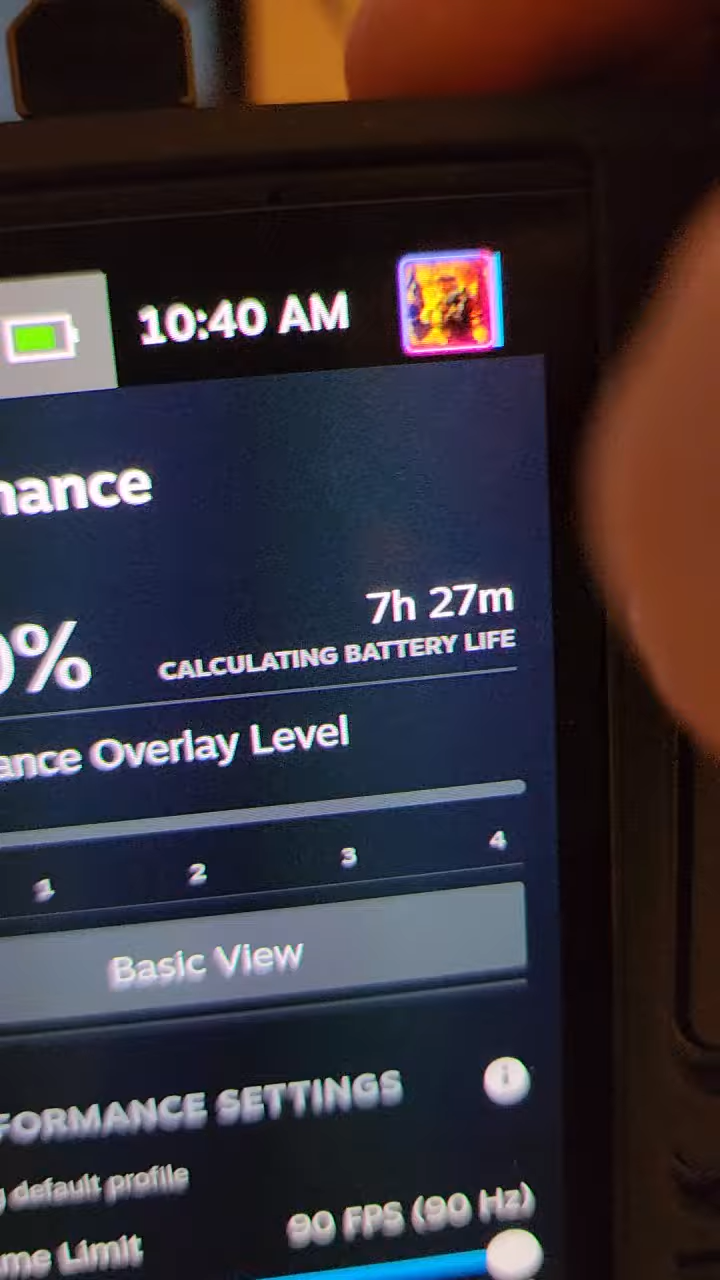 10:40 AM
mance
0%
7h 27m
CALCULATING BATTERY LIFE
ance Overlay Level
1 2 3 4
Basic View
FORMANCE SETTINGS
default profile
me Limit
90 FPS (90 Hz)